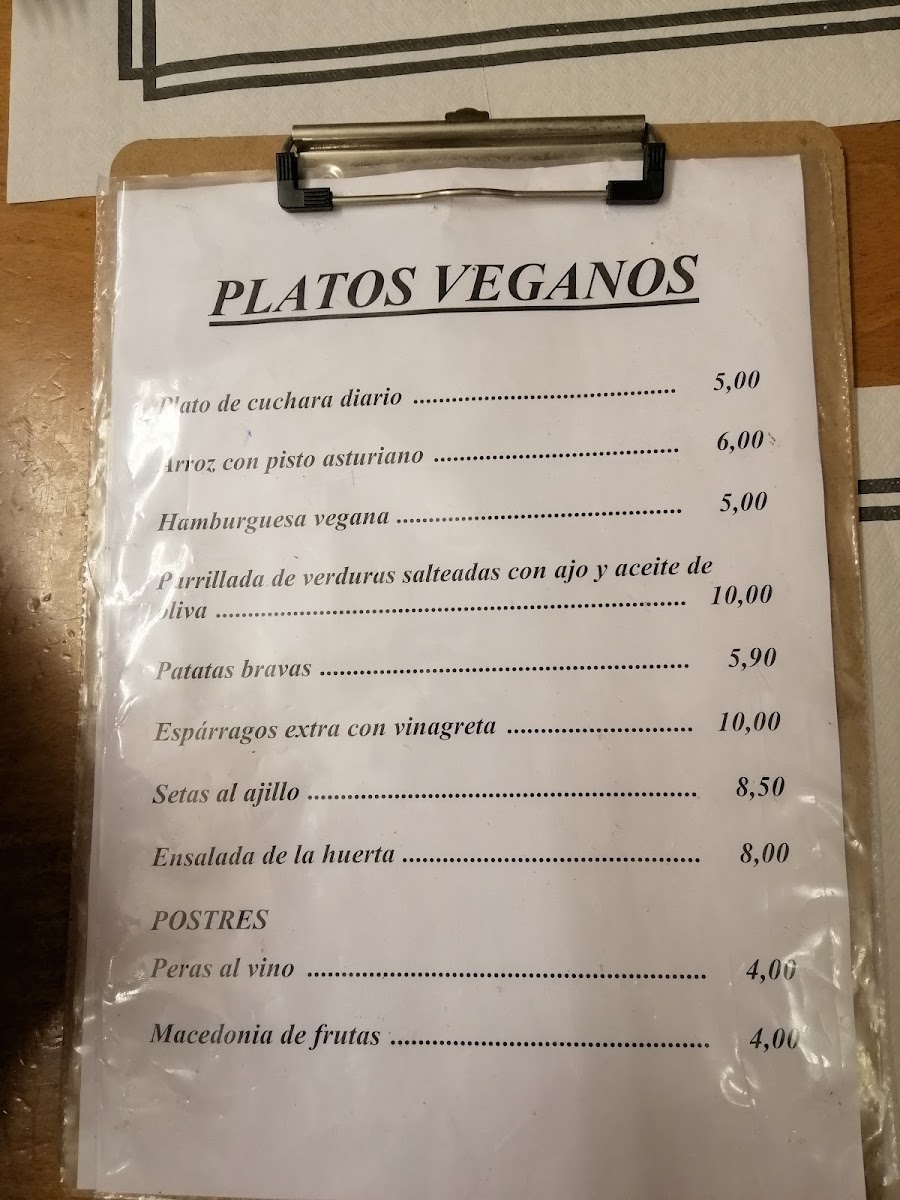 PLATOS VEGANOS
Plato de cuchara diario ........................................ 5,00
Arroz con pisto asturiano ...................................... 6,00
Hamburguesa vegana ............................................ 5,00
Parrillada de verduras salteadas con ajo y aceite de
oliva ......................................................................... 10,00
Patatas bravas ......................................................... 5,90
Espárragos extra con vinagreta ............................. 10,00
Setas al ajillo ............................................................ 8,50
Ensalada de la huerta .............................................. 8,00
POSTRES
Peras al vino ............................................................. 4,00
Macedonia de frutas ................................................. 4,00